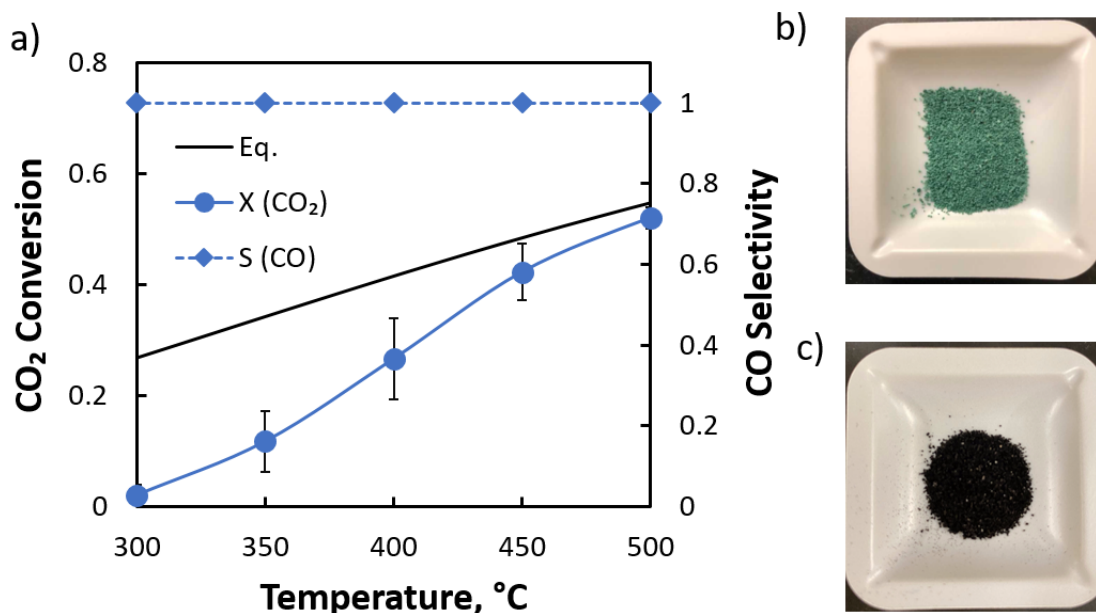 a)
0.8
0.6
0.4
0.2
0
CO₂ Conversion
Eq.
X (CO₂)
S (CO)
1
0.8
0.6
0.4
0.2
0
CO Selectivity
300
350
400
450
500
Temperature, °C
b)
c)